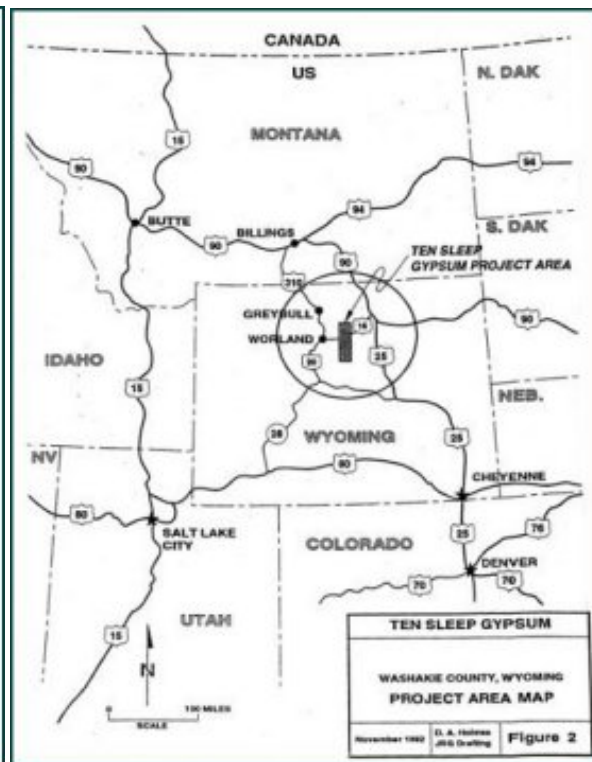 CANADA
US
N. DAK
15
MONTANA
90
94
BUTTE
94
BILLINGS
90
S. DAK
90
TEN SLEEP
GYPSUM PROJECT AREA
310
GREYBULL
16
90
WORLAND
IDAHO
20
25
15
NEB.
28
WYOMING
25
NV
80
CHEYENNE
80
SALT LAKE
CITY
COLORADO
25
76
DENVER
70
70
UTAH
15
N
0
100 MILES
SCALE
TEN SLEEP GYPSUM
WASHAKIE COUNTY, WYOMING
PROJECT AREA MAP
November 1992
D. A. Holmes
JRG Drafting
Figure 2